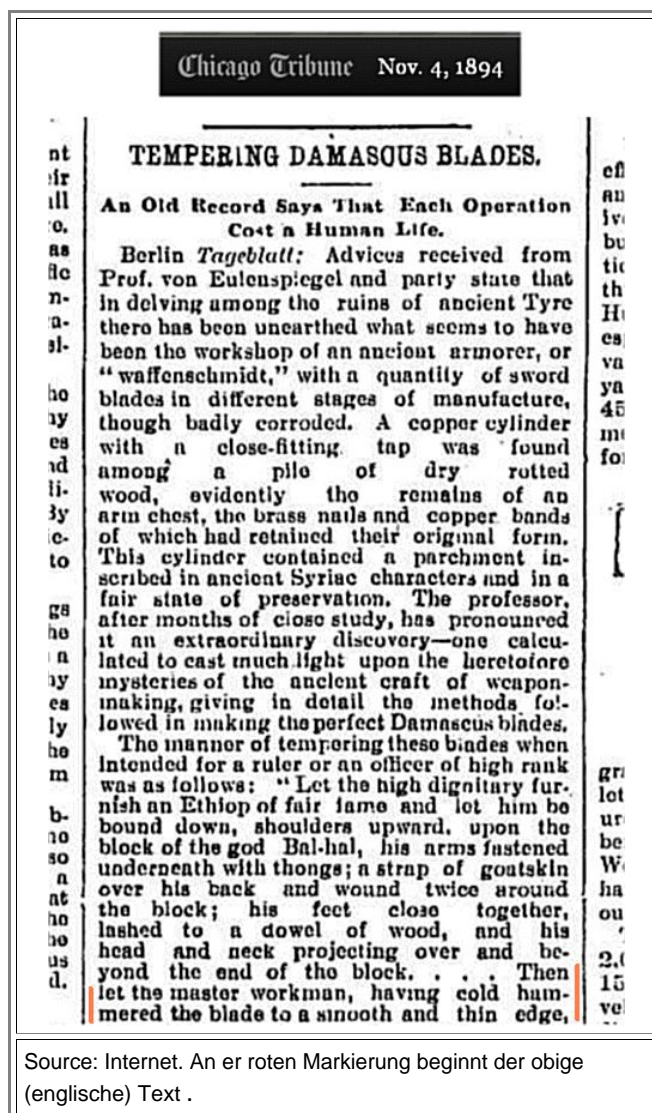 Chicago Tribune Nov. 4, 1894
TEMPERING DAMASCUS BLADES.
An Old Record Says That Each Operation
Cost a Human Life.
Berlin Tageblatt: Advices received from
Prof. von Eulenspiegel and party state that
in delving among the ruins of ancient Tyre
there has been unearthed what seems to have
been the workshop of an ancient armorer, or
"waffenschmidt," with a quantity of sword
blades in different stages of manufacture,
though badly corroded. A copper cylinder
with a close-fitting tap was found
among a pile of dry rotted
wood, evidently the remains of an
arm chest, the brass nails and copper bands
of which had retained their original form.
This cylinder contained a parchment in-
scribed in ancient Syriac characters and in a
fair state of preservation. The professor,
after months of close study, has pronounced
it an extraordinary discovery—one calcu-
lated to cast much light upon the heretofore
mysteries of the ancient craft of weapon-
making, giving in detail the methods fol-
lowed in making the perfect Damascus blades.
The manner of tempering these blades when
intended for a ruler or an officer of high rank
was as follows: "Let the high dignitary fur-
nish an Ethiop of fair fame and let him be
bound down, shoulders upward, upon the
block of the god Bal-hal, his arms fastened
underneath with thongs; a strap of goatskin
over his back and wound twice around
the block; his feet close together,
lashed to a dowel of wood, and his
head and neck projecting over and be-
yond the end of the block. . . . Then
let the master workman, having cold ham-
mered the blade to a smooth and thin edge,
Source: Internet. An er roten Markierung beginnt der obige
(englische) Text .